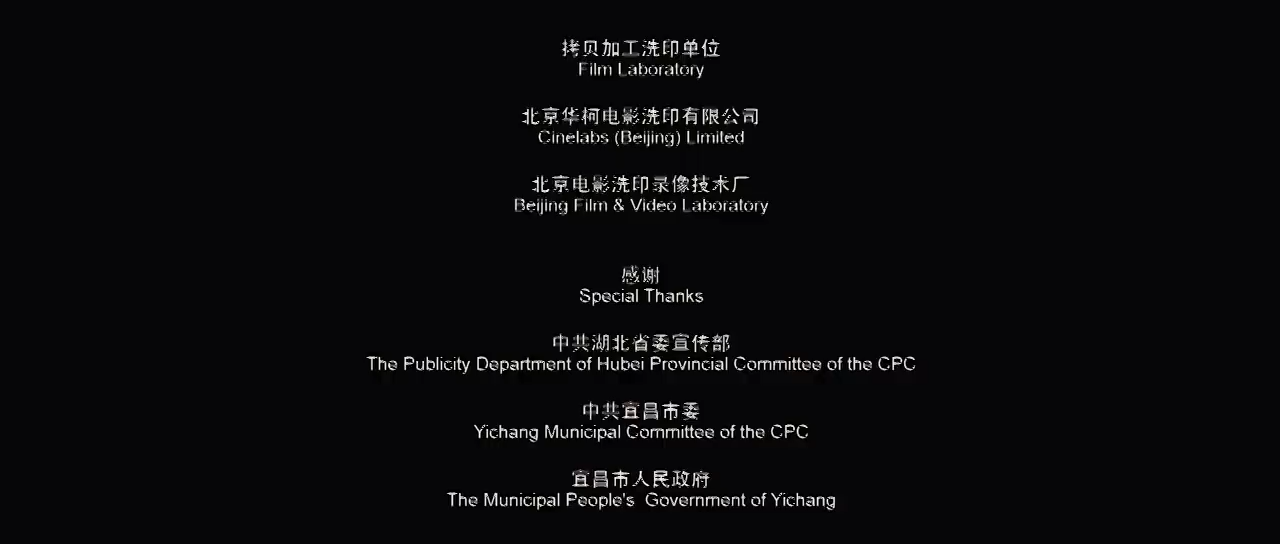 拷贝加工洗印单位
Film Laboratory
北京华柯电影洗印有限公司
Cinelabs (Beijing) Limited
北京电影洗印录像技术厂
Beijing Film & Video Laboratory
感谢
Special Thanks
中共湖北省委宣传部
The Publicity Department of Hubei Provincial Committee of the CPC
中共宜昌市委
Yichang Municipal Committee of the CPC
宜昌市人民政府
The Municipal People's Government of Yichang